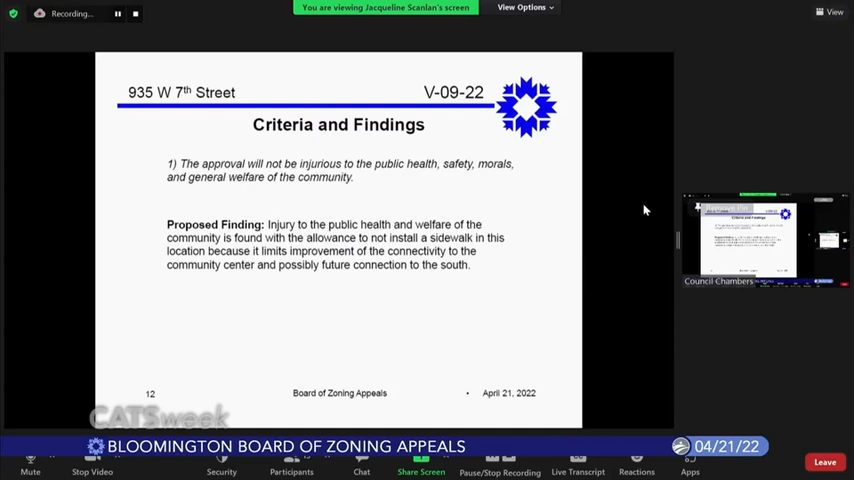 Recording...
You are viewing Jacqueline Scanlan's screen
View Options
View
935 W 7th Street
V-09-22
Criteria and Findings
1) The approval will not be injurious to the public health, safety, morals,
and general welfare of the community.
Proposed Finding: Injury to the public health and welfare of the
community is found with the allowance to not install a sidewalk in this
location because it limits improvement of the connectivity to the
community center and possibly future connection to the south.
12
Board of Zoning Appeals
• April 21, 2022
Council Chambers
CATSweek
BLOOMINGTON BOARD OF ZONING APPEALS
04/21/22
Mute
Stop Video
Security
Participants
Chat
Share Screen
Pause/Stop Recording
Live Transcript
Reactions
Apps
Leave